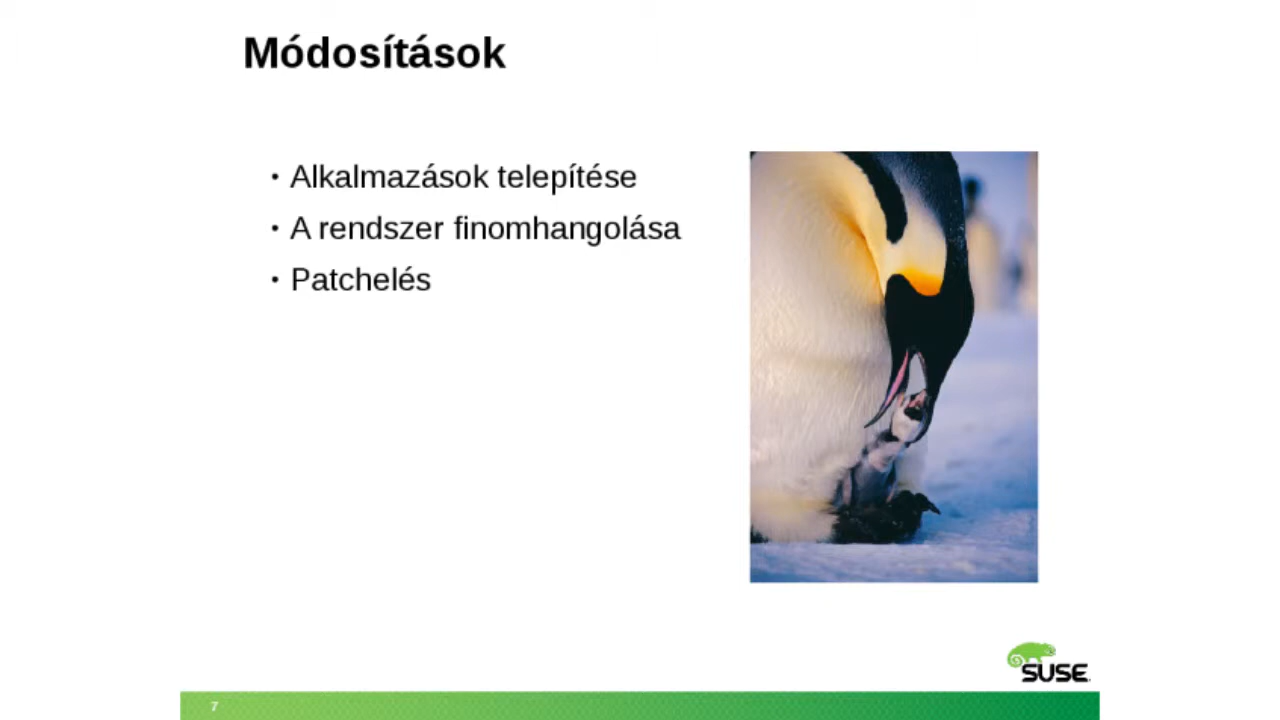 Módosítások
• Alkalmazások telepítése
• A rendszer finomhangolása
• Patchelés
SUSE
7